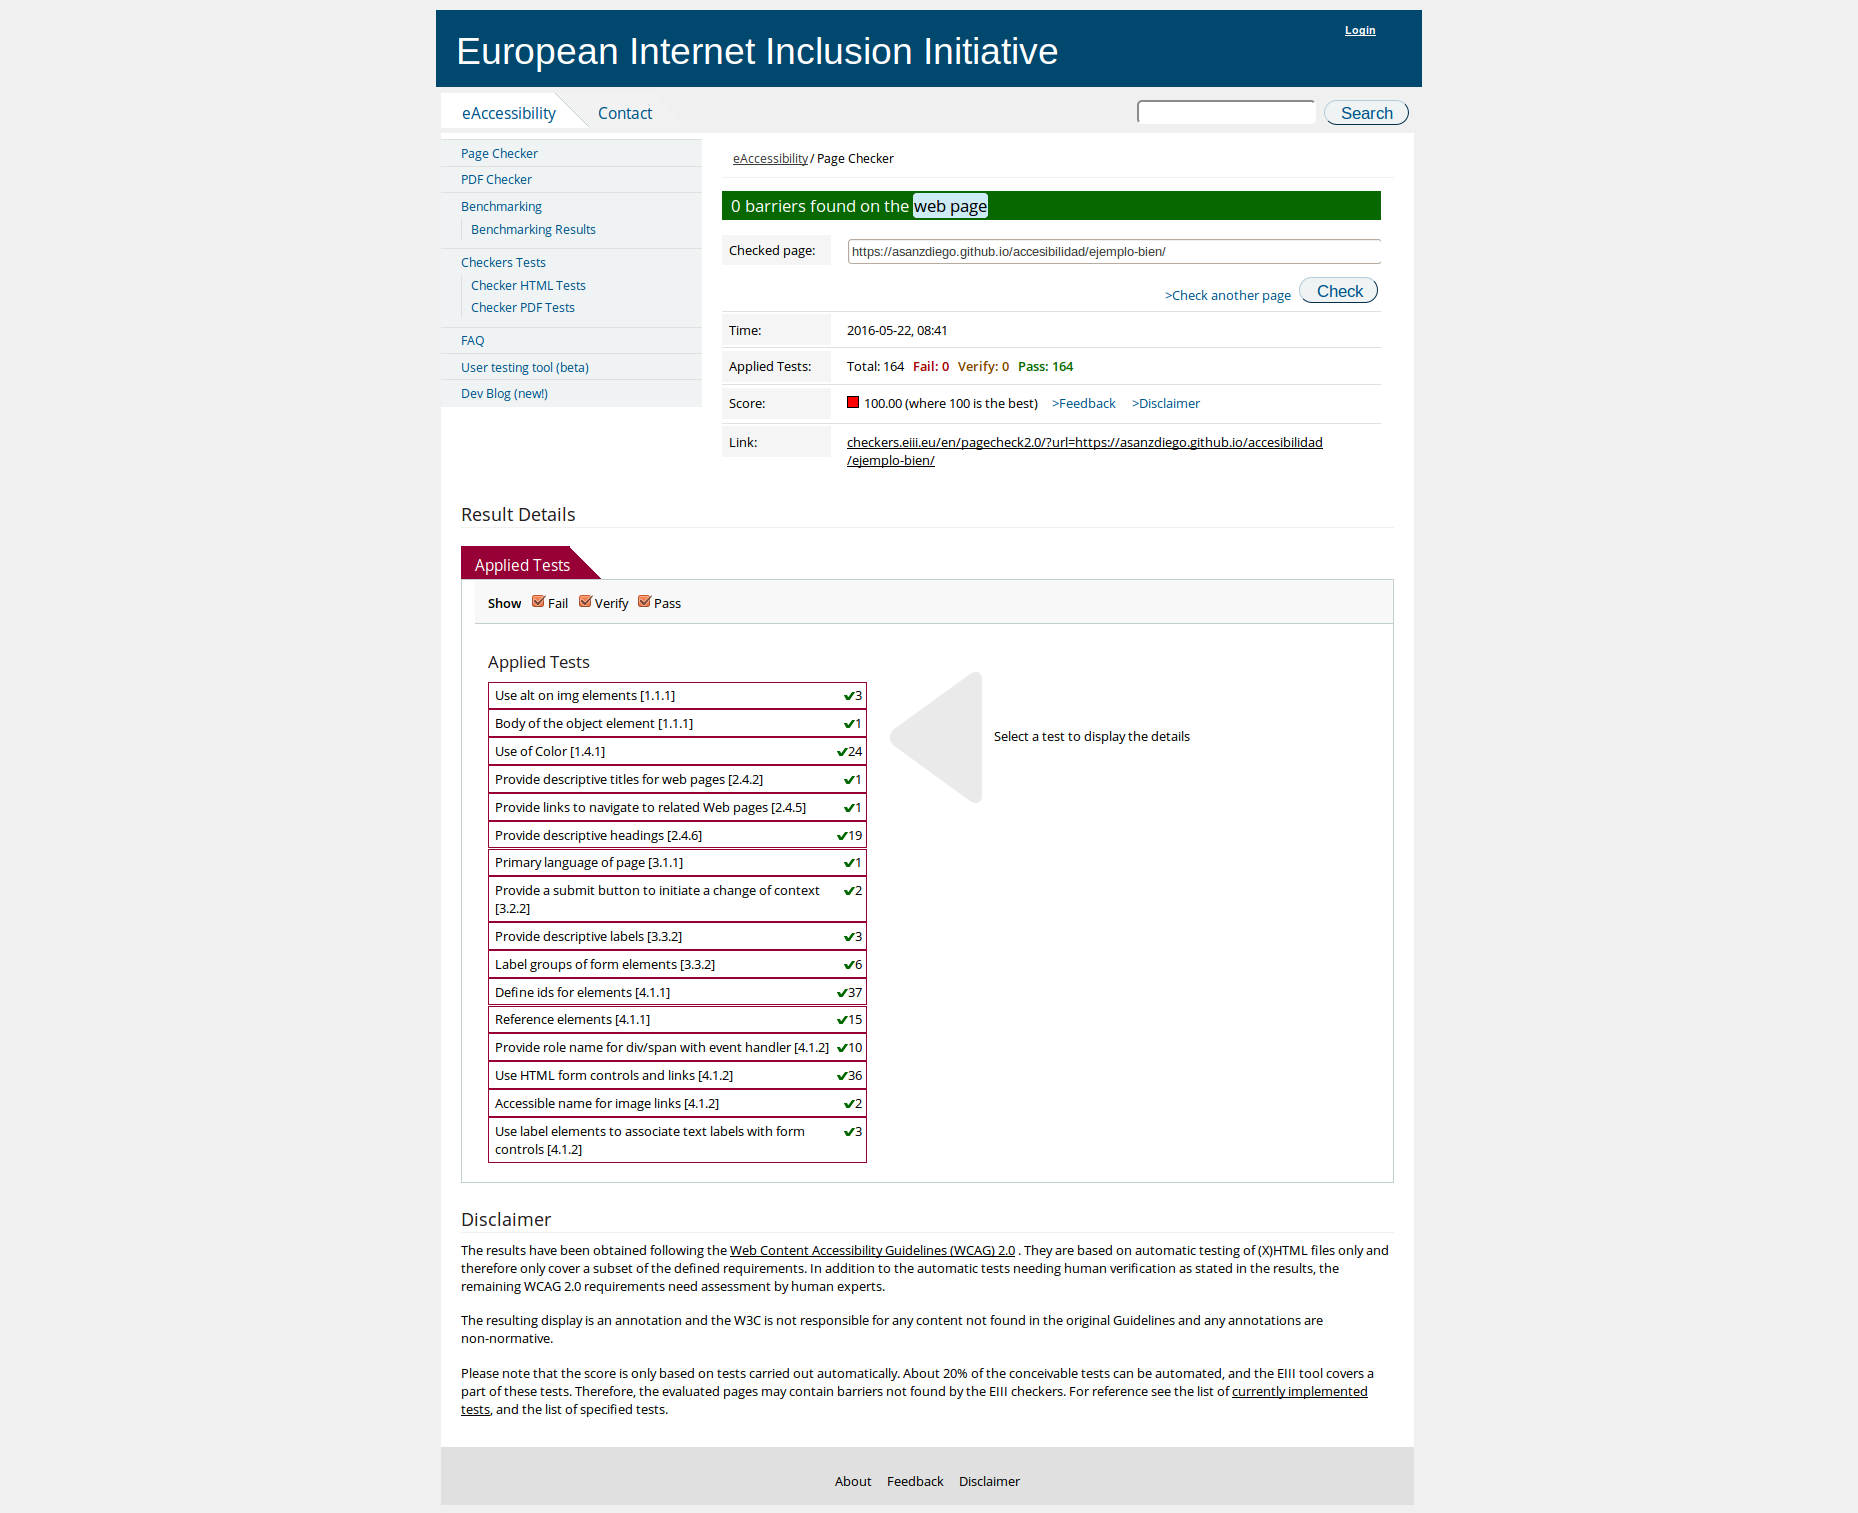 Login
European Internet Inclusion Initiative
eAccessibility
Contact
Search
Page Checker
PDF Checker
Benchmarking
Benchmarking Results
Checkers Tests
Checker HTML Tests
Checker PDF Tests
FAQ
User testing tool (beta)
Dev Blog (new!)
eAccessibility / Page Checker
0 barriers found on the web page
Checked page: https://asanzdiego.github.io/accesibilidad/ejemplo-bien/
>Check another page Check
Time: 2016-05-22, 08:41
Applied Tests: Total: 164 Fail: 0 Verify: 0 Pass: 164
Score: 100.00 (where 100 is the best) >Feedback >Disclaimer
Link: checkers.eiii.eu/en/pagecheck2.0/?url=https://asanzdiego.github.io/accesibilidad
/ejemplo-bien/
Result Details
Applied Tests
Show Fail Verify Pass
Applied Tests
Use alt on img elements [1.1.1] 3
Body of the object element [1.1.1] 1
Use of Color [1.4.1] 24
Provide descriptive titles for web pages [2.4.2] 1
Provide links to navigate to related Web pages [2.4.5] 1
Provide descriptive headings [2.4.6] 19
Primary language of page [3.1.1] 1
Provide a submit button to initiate a change of context 2
[3.2.2]
Provide descriptive labels [3.3.2] 3
Label groups of form elements [3.3.2] 6
Define ids for elements [4.1.1] 37
Reference elements [4.1.1] 15
Provide role name for div/span with event handler [4.1.2] 10
Use HTML form controls and links [4.1.2] 36
Accessible name for image links [4.1.2] 2
Use label elements to associate text labels with form 3
controls [4.1.2]
Select a test to display the details
Disclaimer
The results have been obtained following the Web Content Accessibility Guidelines (WCAG) 2.0 . They are based on automatic testing of (X)HTML files only and
therefore only cover a subset of the defined requirements. In addition to the automatic tests needing human verification as stated in the results, the
remaining WCAG 2.0 requirements need assessment by human experts.
The resulting display is an annotation and the W3C is not responsible for any content not found in the original Guidelines and any annotations are
non-normative.
Please note that the score is only based on tests carried out automatically. About 20% of the conceivable tests can be automated, and the EIII tool covers a
part of these tests. Therefore, the evaluated pages may contain barriers not found by the EIII checkers. For reference see the list of currently implemented
tests, and the list of specified tests.
About Feedback Disclaimer